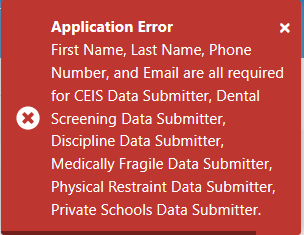 Application Error
First Name, Last Name, Phone
Number, and Email are all required
for CEIS Data Submitter, Dental
Screening Data Submitter,
Discipline Data Submitter,
Medically Fragile Data Submitter,
Physical Restraint Data Submitter,
Private Schools Data Submitter.